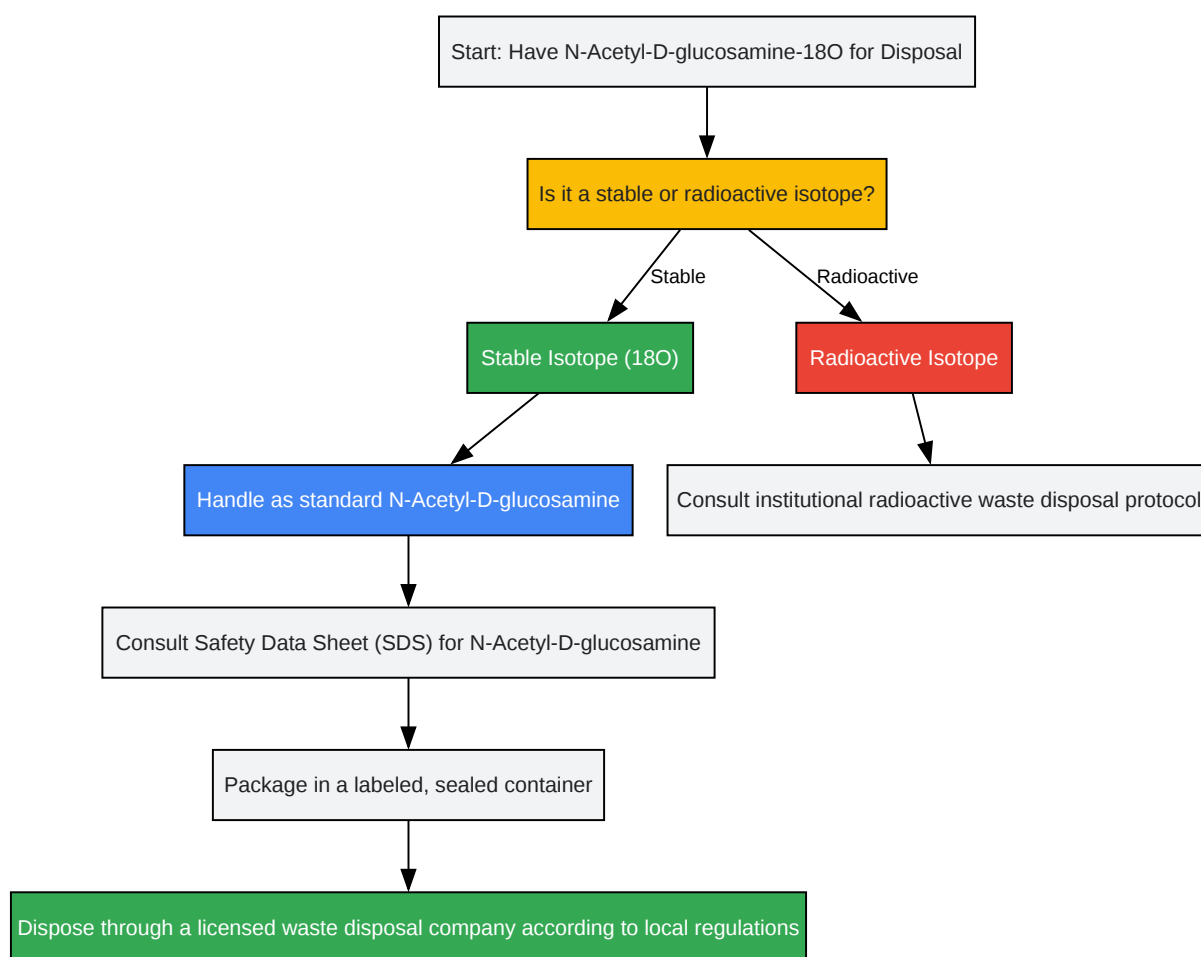 Start: Have N-Acetyl-D-glucosamine-18O for Disposal
Is it a stable or radioactive isotope?
Stable
Radioactive
Stable Isotope (18O)
Radioactive Isotope
Handle as standard N-Acetyl-D-glucosamine
Consult institutional radioactive waste disposal protocol
Consult Safety Data Sheet (SDS) for N-Acetyl-D-glucosamine
Package in a labeled, sealed container
Dispose through a licensed waste disposal company according to local regulations